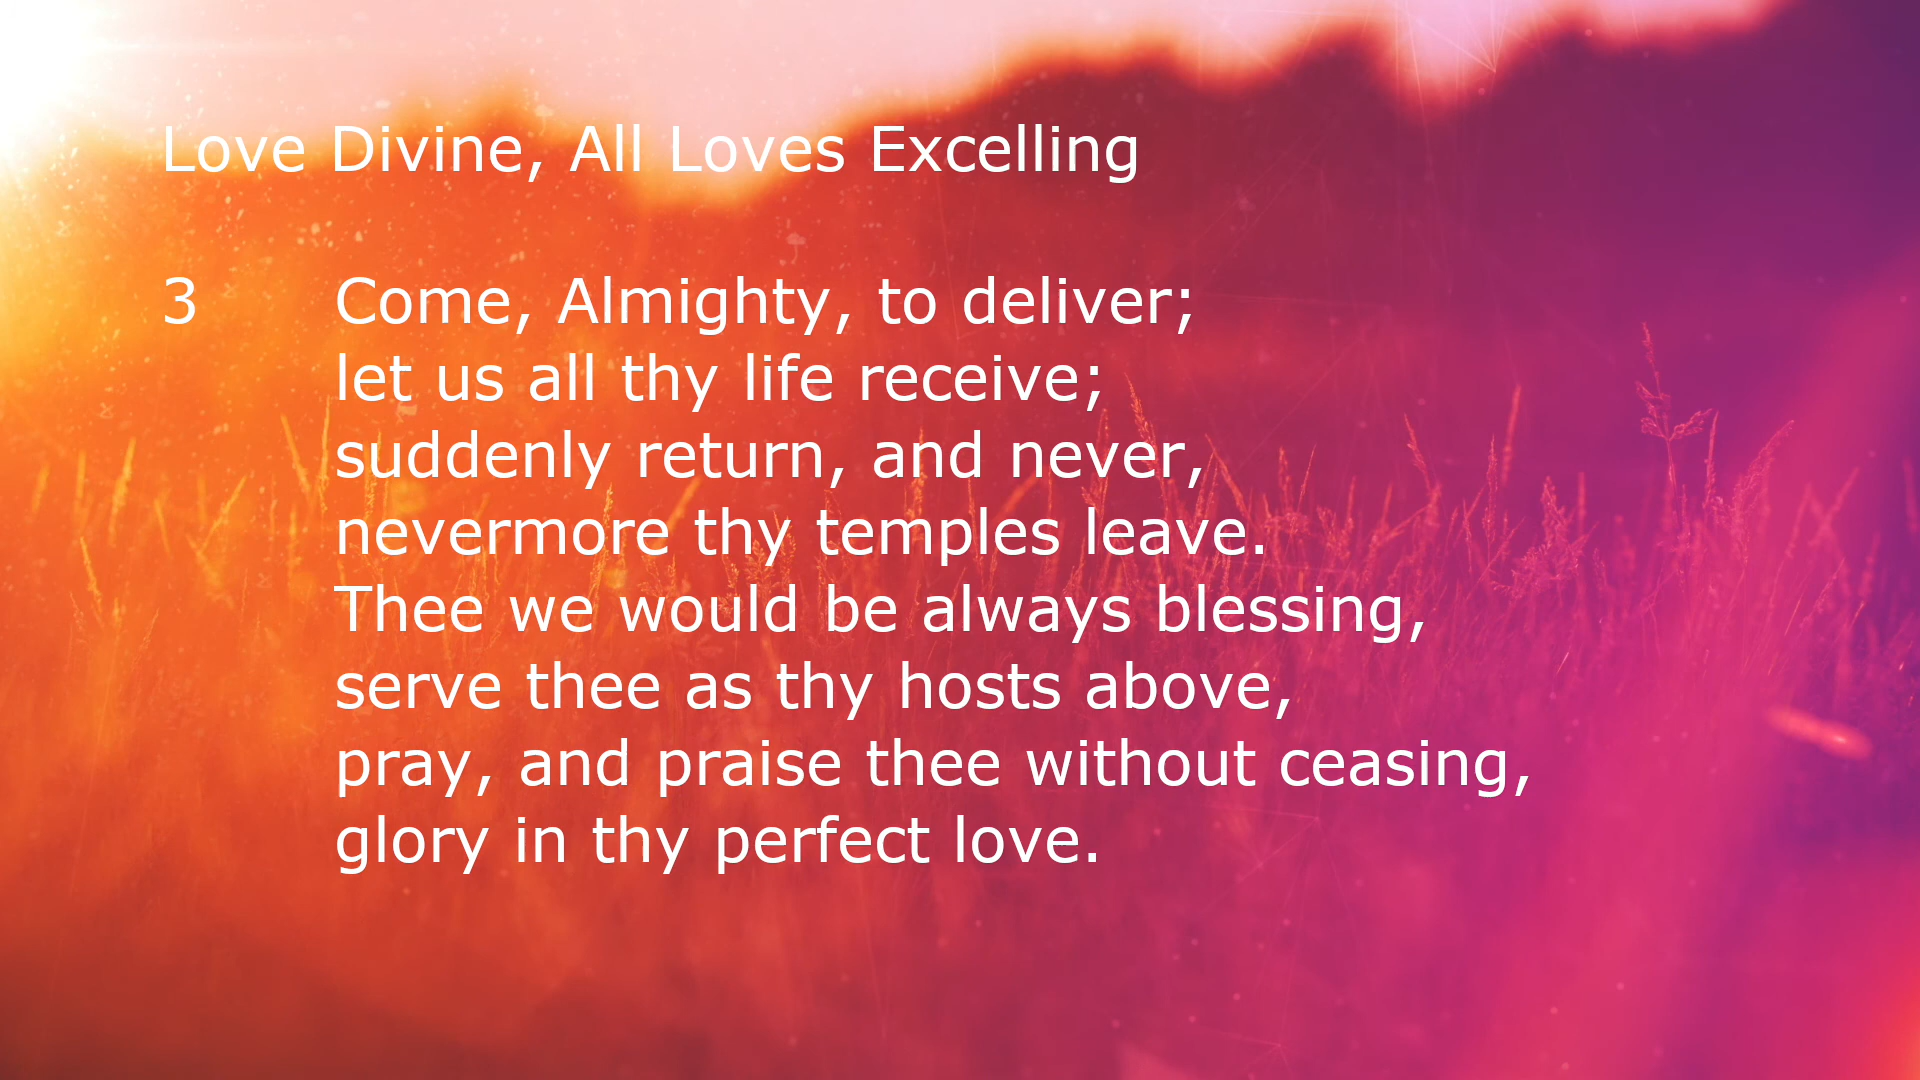 Love Divine, All Loves Excelling
3 Come, Almighty, to deliver;
let us all thy life receive;
suddenly return, and never,
nevermore thy temples leave.
Thee we would be always blessing,
serve thee as thy hosts above,
pray, and praise thee without ceasing,
glory in thy perfect love.